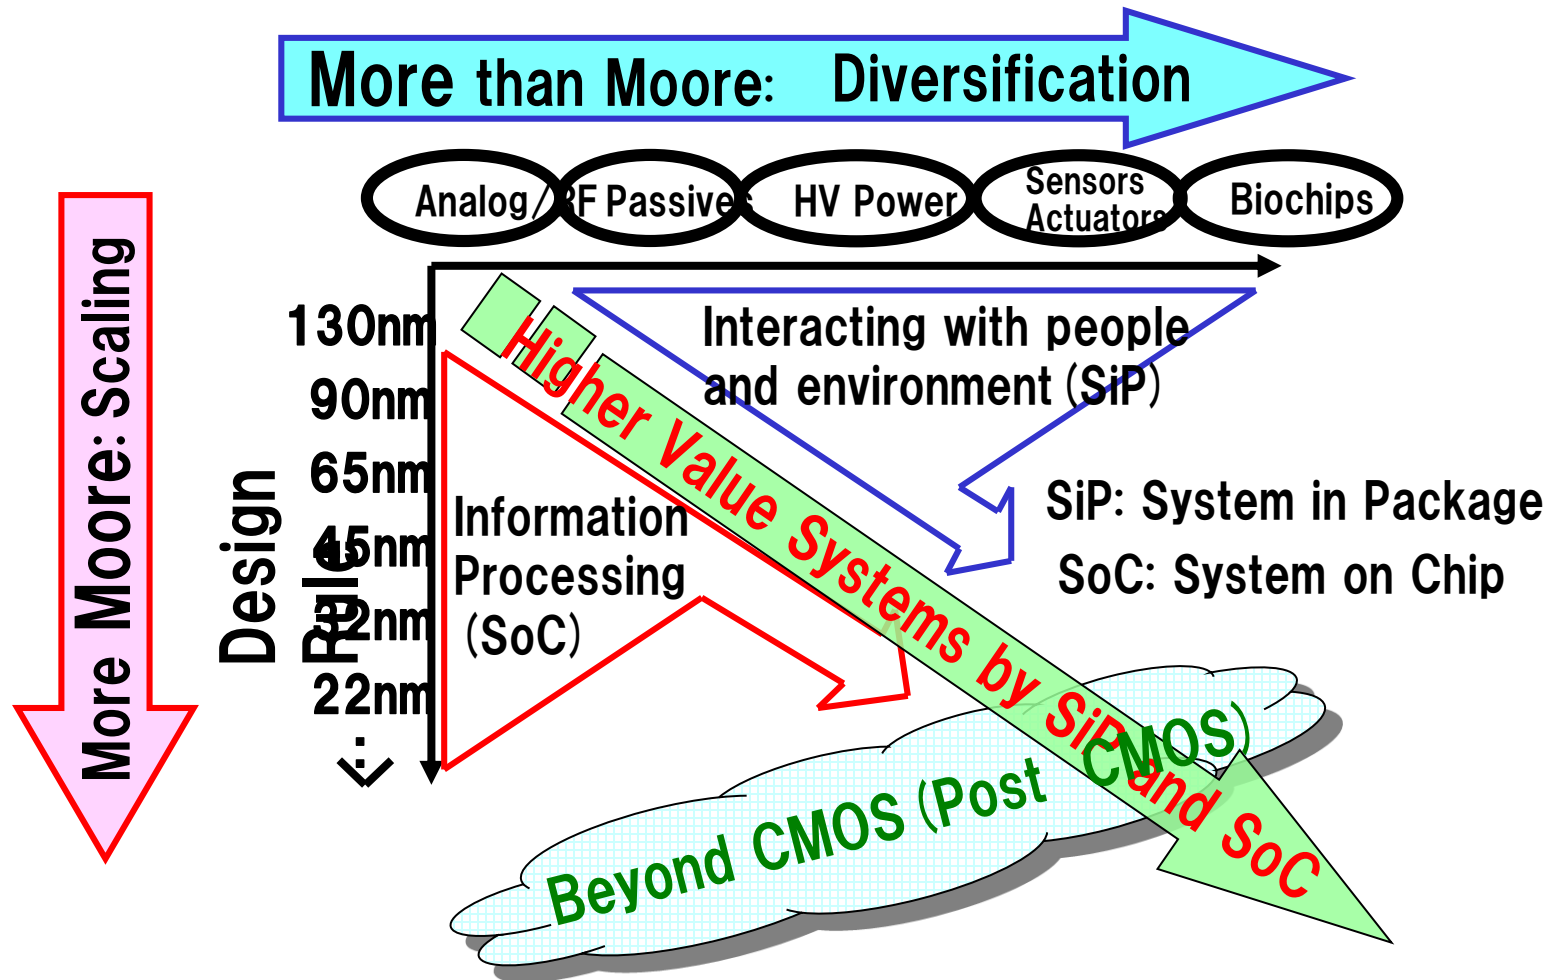 More than Moore: Diversification
Analog/RF
Passives
HV Power
Sensors
Actuators
Biochips
More Moore: Scaling
Design
Rule
130nm
90nm
65nm
45nm
32nm
22nm
Interacting with people
and environment (SiP)
Information
Processing
(SoC)
Higher Value Systems by SiP and SoC
SiP: System in Package
SoC: System on Chip
Beyond CMOS (Post CMOS)